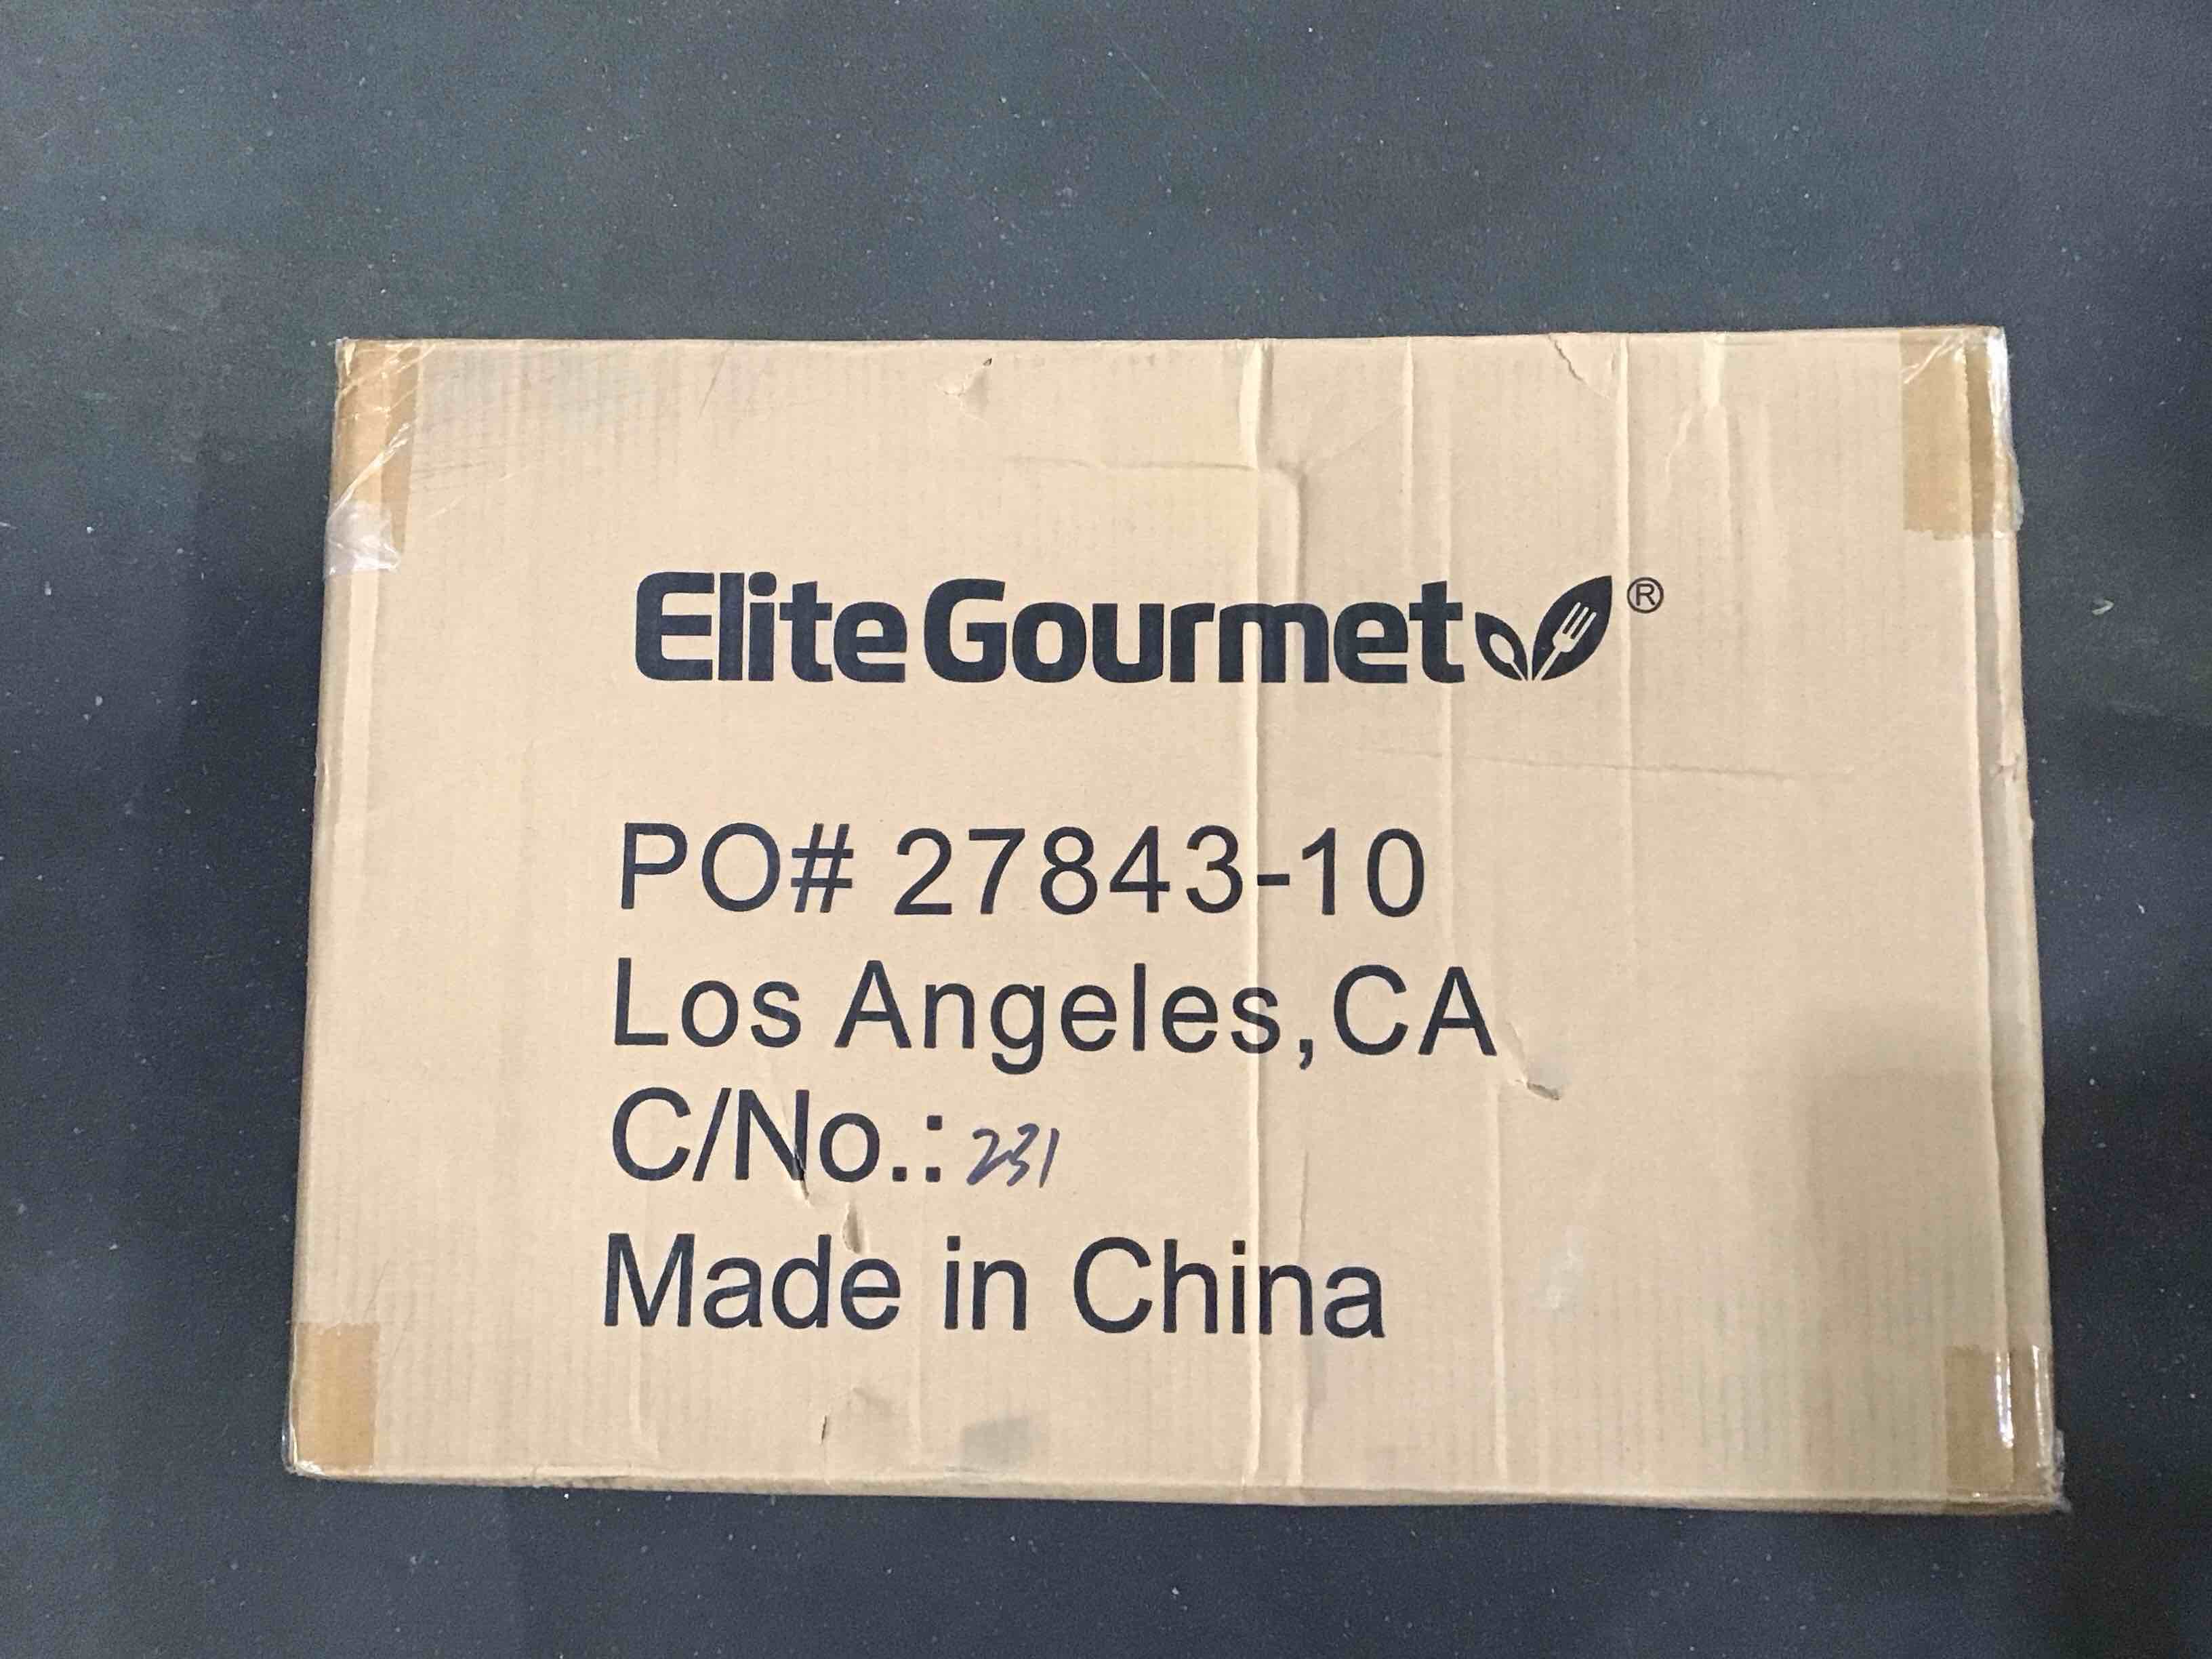 Elite Gourmet®
PO# 27843-10
Los Angeles,CA
C/No.: 231
Made in China